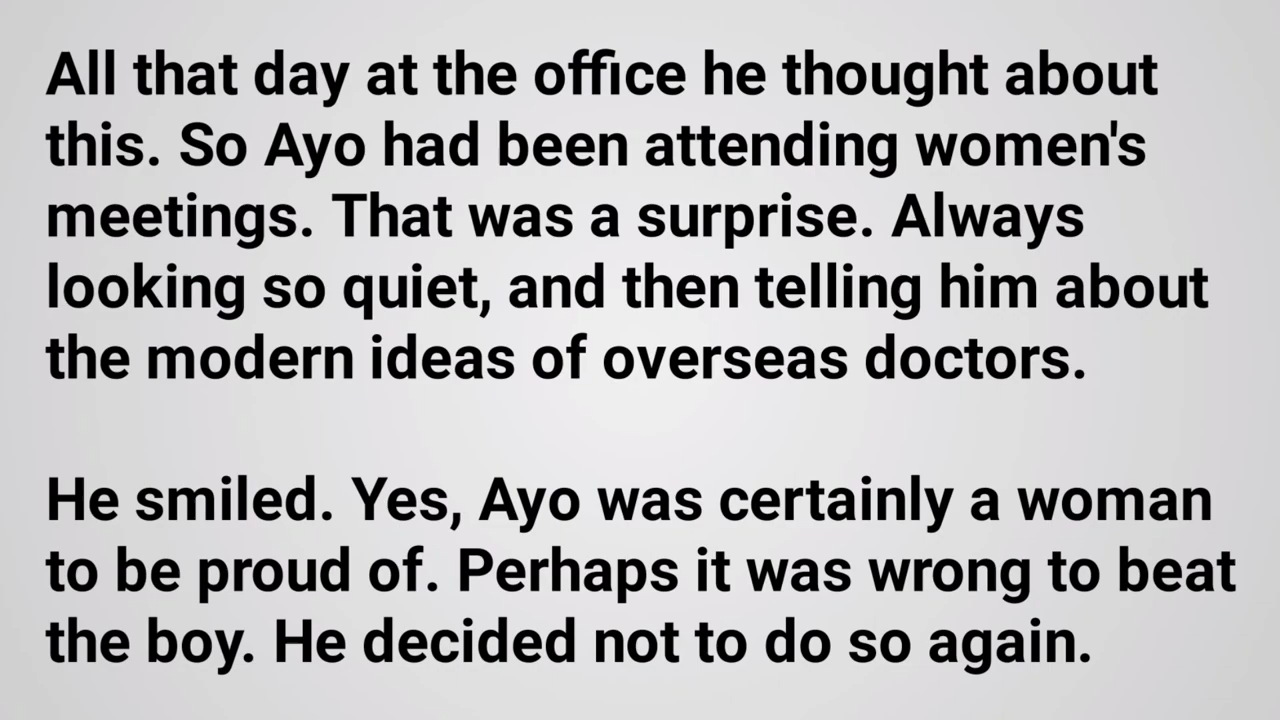 All that day at the office he thought about
this. So Ayo had been attending women's
meetings. That was a surprise. Always
looking so quiet, and then telling him about
the modern ideas of overseas doctors.
He smiled. Yes, Ayo was certainly a woman
to be proud of. Perhaps it was wrong to beat
the boy. He decided not to do so again.